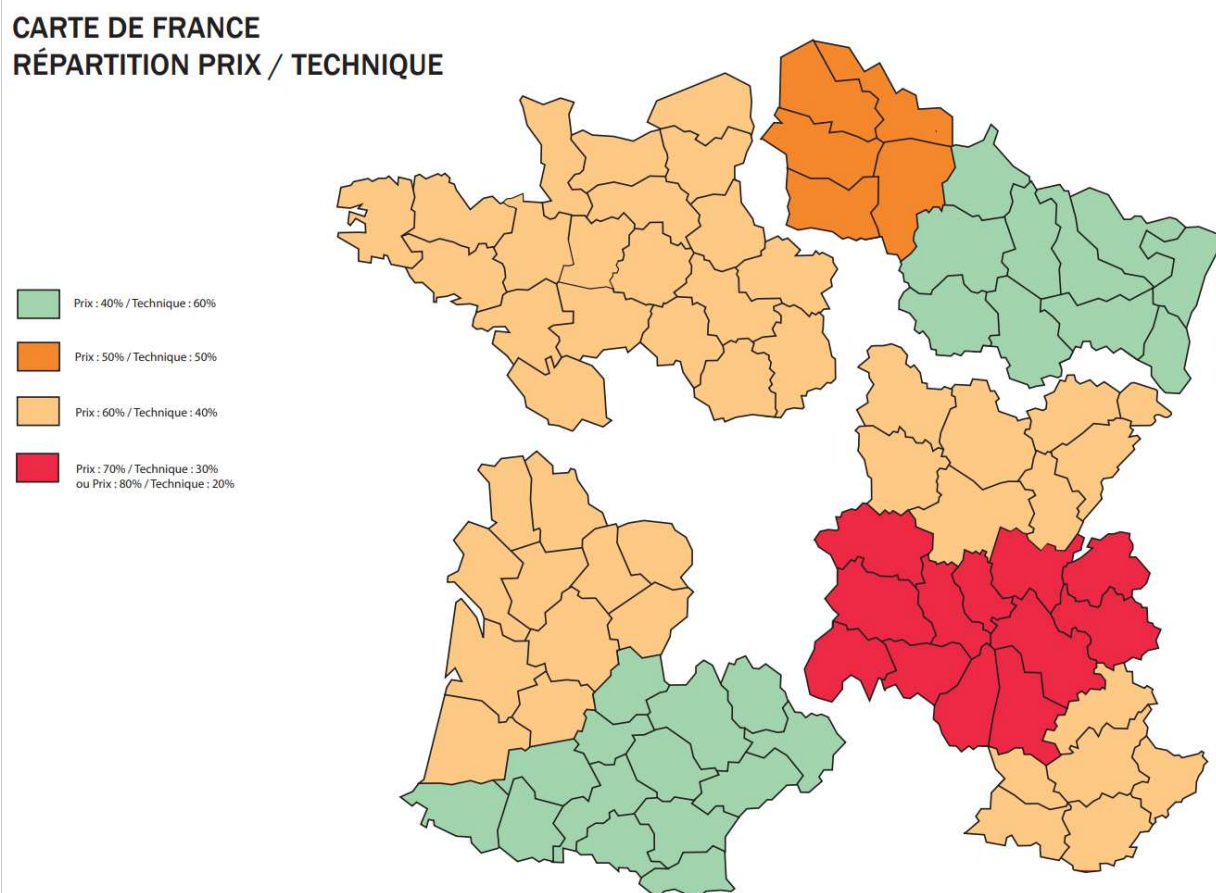 CARTE DE FRANCE
RÉPARTITION PRIX / TECHNIQUE
Prix : 40% / Technique : 60%
Prix : 50% / Technique : 50%
Prix : 60% / Technique : 40%
Prix : 70% / Technique : 30%
ou Prix : 80% / Technique : 20%